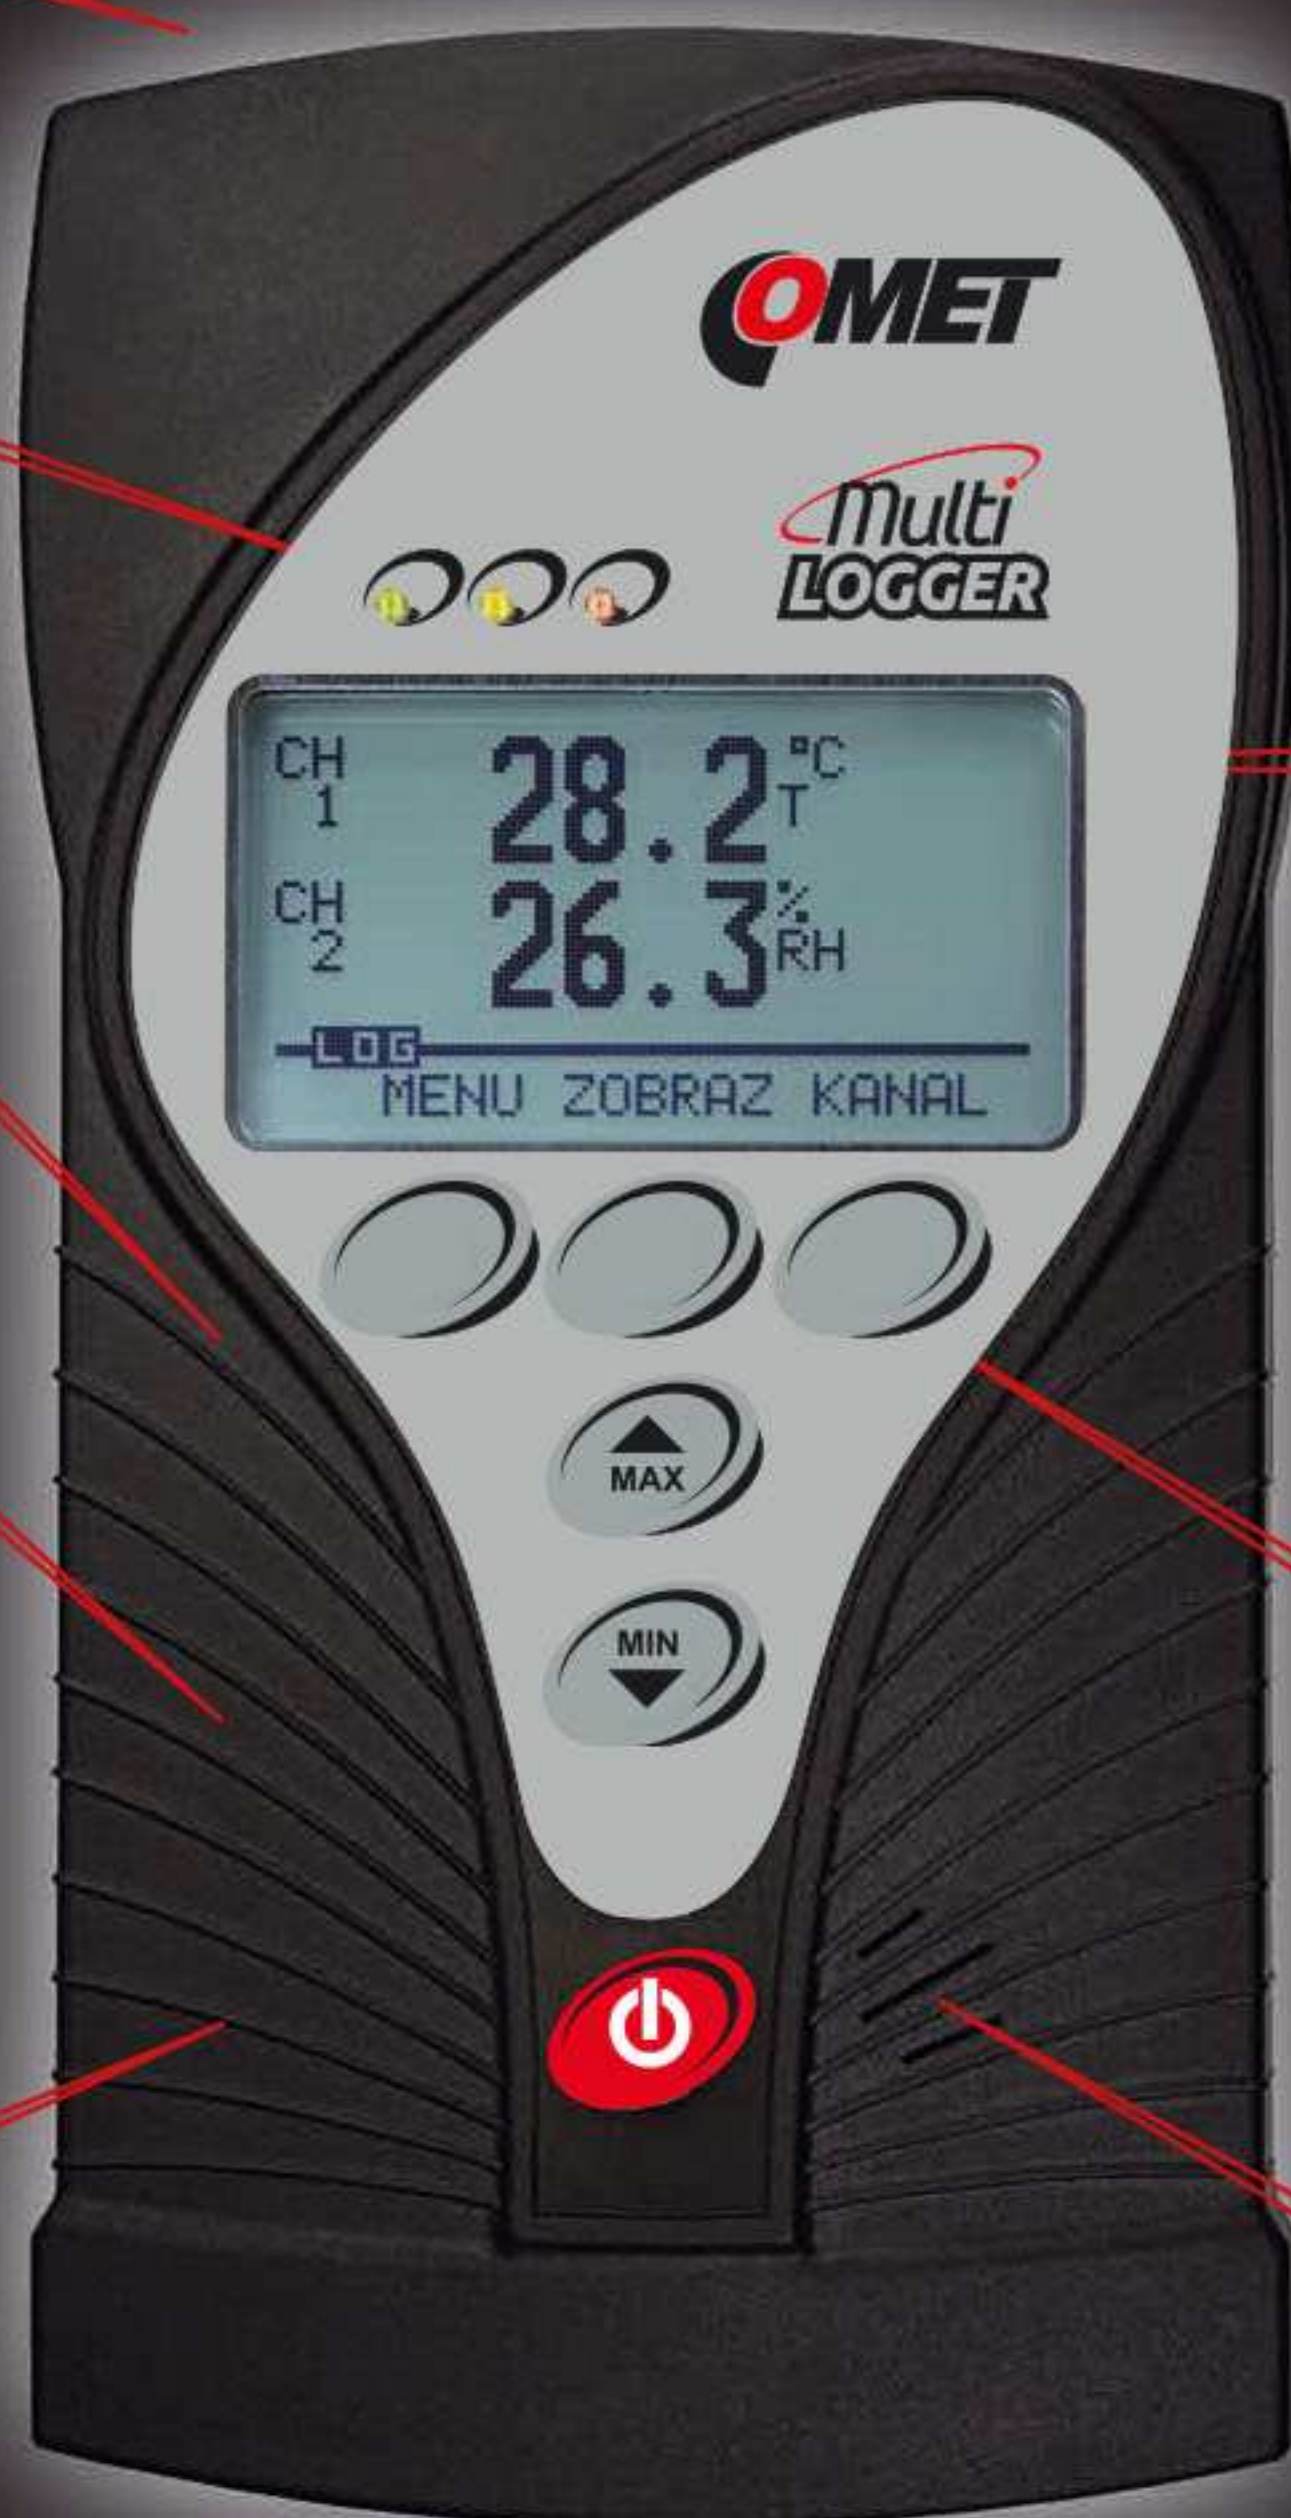 COMET
Multi
LOGGER
CH 1 28.2 °C T
CH 2 26.3 % RH
LOG
MENU ZOBRAZ KANAL
MAX
MIN